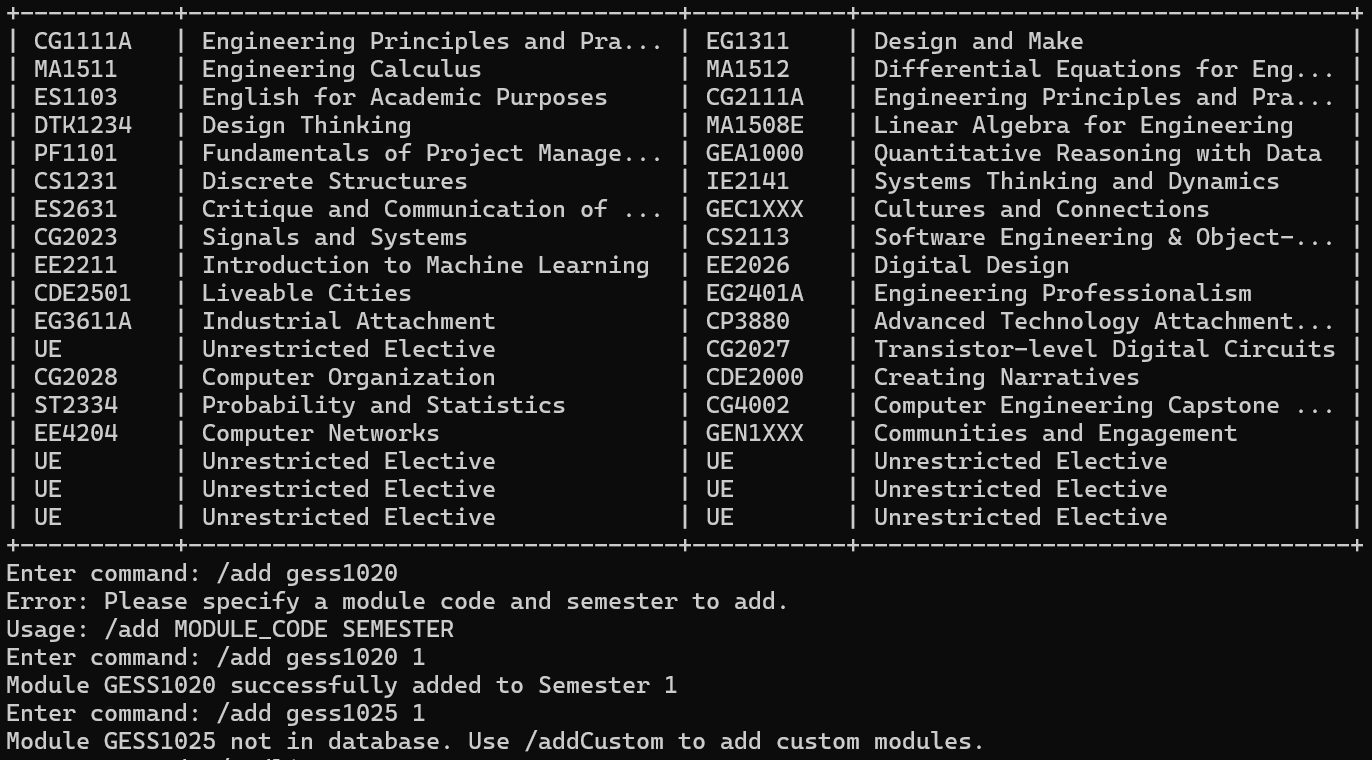 +-----------+-----------------------------------+-----------+-----------------------------------+
| CG1111A | Engineering Principles and Pra... | EG1311 | Design and Make |
| MA1511 | Engineering Calculus | MA1512 | Differential Equations for Eng... |
| ES1103 | English for Academic Purposes | CG2111A | Engineering Principles and Pra... |
| DTK1234 | Design Thinking | MA1508E | Linear Algebra for Engineering |
| PF1101 | Fundamentals of Project Manage... | GEA1000 | Quantitative Reasoning with Data |
| CS1231 | Discrete Structures | IE2141 | Systems Thinking and Dynamics |
| ES2631 | Critique and Communication of ... | GEC1XXX | Cultures and Connections |
| CG2023 | Signals and Systems | CS2113 | Software Engineering & Object-... |
| EE2211 | Introduction to Machine Learning | EE2026 | Digital Design |
| CDE2501 | Liveable Cities | EG2401A | Engineering Professionalism |
| EG3611A | Industrial Attachment | CP3880 | Advanced Technology Attachment... |
| UE | Unrestricted Elective | CG2027 | Transistor-level Digital Circuits |
| CG2028 | Computer Organization | CDE2000 | Creating Narratives |
| ST2334 | Probability and Statistics | CG4002 | Computer Engineering Capstone ... |
| EE4204 | Computer Networks | GEN1XXX | Communities and Engagement |
| UE | Unrestricted Elective | UE | Unrestricted Elective |
| UE | Unrestricted Elective | UE | Unrestricted Elective |
| UE | Unrestricted Elective | UE | Unrestricted Elective |
+-----------+-----------------------------------+-----------+-----------------------------------+
Enter command: /add gess1020
Error: Please specify a module code and semester to add.
Usage: /add MODULE_CODE SEMESTER
Enter command: /add gess1020 1
Module GESS1020 successfully added to Semester 1
Enter command: /add gess1025 1
Module GESS1025 not in database. Use /addCustom to add custom modules.